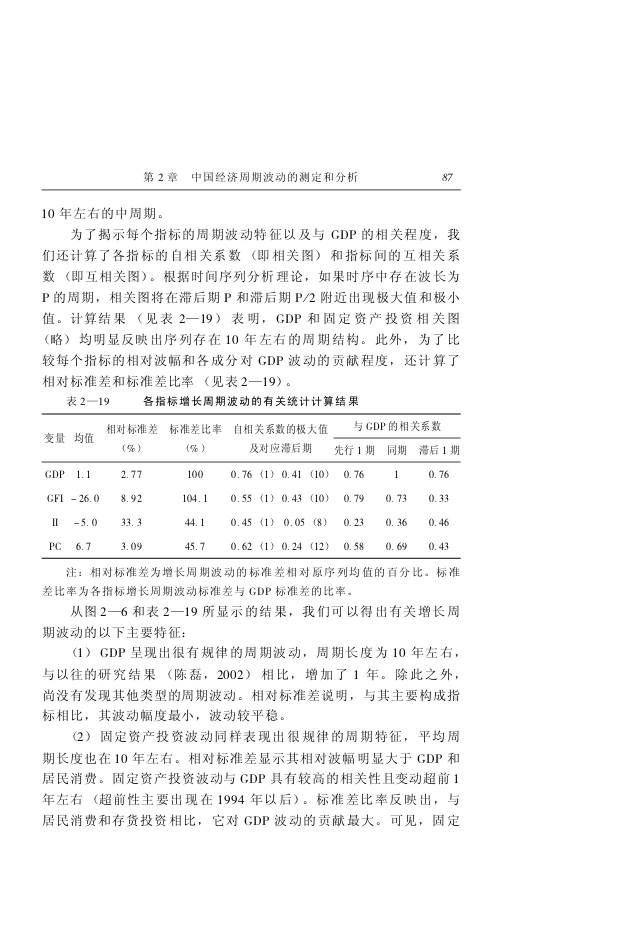 第 2 章　中国经济周期波动的测定和分析　87
10 年左右的中周期。
为了揭示每个指标的周期波动特征以及与 GDP 的相关程度，我
们还计算了各指标的自相关系数（即相关图）和指标间的互相关系
数（即互相关图）。根据时间序列分析理论，如果时序中存在波长为
P 的周期，相关图将在滞后期 P 和滞后期 P/2 附近出现极大值和极小
值。计算结果（见表 2—19）表明，GDP 和固定资产投资相关图
（略）均明显反映出序列存在 10 年左右的周期结构。此外，为了比
较每个指标的相对波幅和各成分对 GDP 波动的贡献程度，还计算了
相对标准差和标准差比率（见表 2—19）。
表 2—19　各指标增长周期波动的有关统计计算结果
变量 均值 相对标准差（%） 标准差比率（%） 自相关系数的极大值及对应滞后期 与 GDP 的相关系数
先行 1 期 同期 滞后 1 期
GDP 1.1 2.77 100 0.76（1）0.41（10） 0.76 1 0.76
GFI －26.0 8.92 104.1 0.55（1）0.43（10） 0.79 0.73 0.33
II －5.0 33.3 44.1 0.45（1）0.05（8） 0.23 0.36 0.46
PC 6.7 3.09 45.7 0.62（1）0.24（12） 0.58 0.69 0.43
注：相对标准差为增长周期波动的标准差相对原序列均值的百分比。标准
差比率为各指标增长周期波动标准差与 GDP 标准差的比率。
从图 2—6 和表 2—19 所显示的结果，我们可以得出有关增长周
期波动的以下主要特征：
（1）GDP 呈现出很有规律的周期波动，周期长度为 10 年左右，
与以往的研究结果（陈磊，2002）相比，增加了 1 年。除此之外，
尚没有发现其他类型的周期波动。相对标准差说明，与其主要构成指
标相比，其波动幅度最小，波动较平稳。
（2）固定资产投资波动同样表现出很规律的周期特征，平均周
期长度也在 10 年左右。相对标准差显示其相对波幅明显大于 GDP 和
居民消费。固定资产投资波动与 GDP 具有较高的相关性且变动超前 1
年左右（超前性主要出现在 1994 年以后）。标准差比率反映出，与
居民消费和存货投资相比，它对 GDP 波动的贡献最大。可见，固定